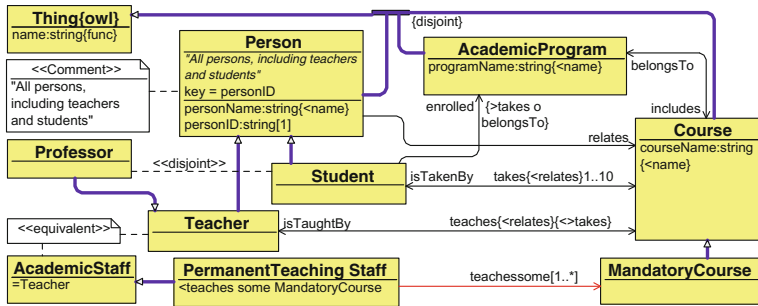 Thing{owl}
name:string{func}
{disjoint}
Person
"All persons, including teachers
and students"
key = personID
personName:string{<name}
personID:string[1]
AcademicProgram
programName:string{<name}
belongsTo
<<Comment>>
"All persons,
including teachers
and students"
enrolled
{>takes o
belongsTo}
includes
relates
Course
courseName:string
{<name}
Professor
<<disjoint>>
Student
isTakenBy
takes{<relates}1..10
Teacher
isTaughtBy
teaches{<relates}{<>takes}
<<equivalent>>
AcademicStaff
=Teacher
PermanentTeaching Staff
<teaches some MandatoryCourse
teachessome[1..*]
MandatoryCourse